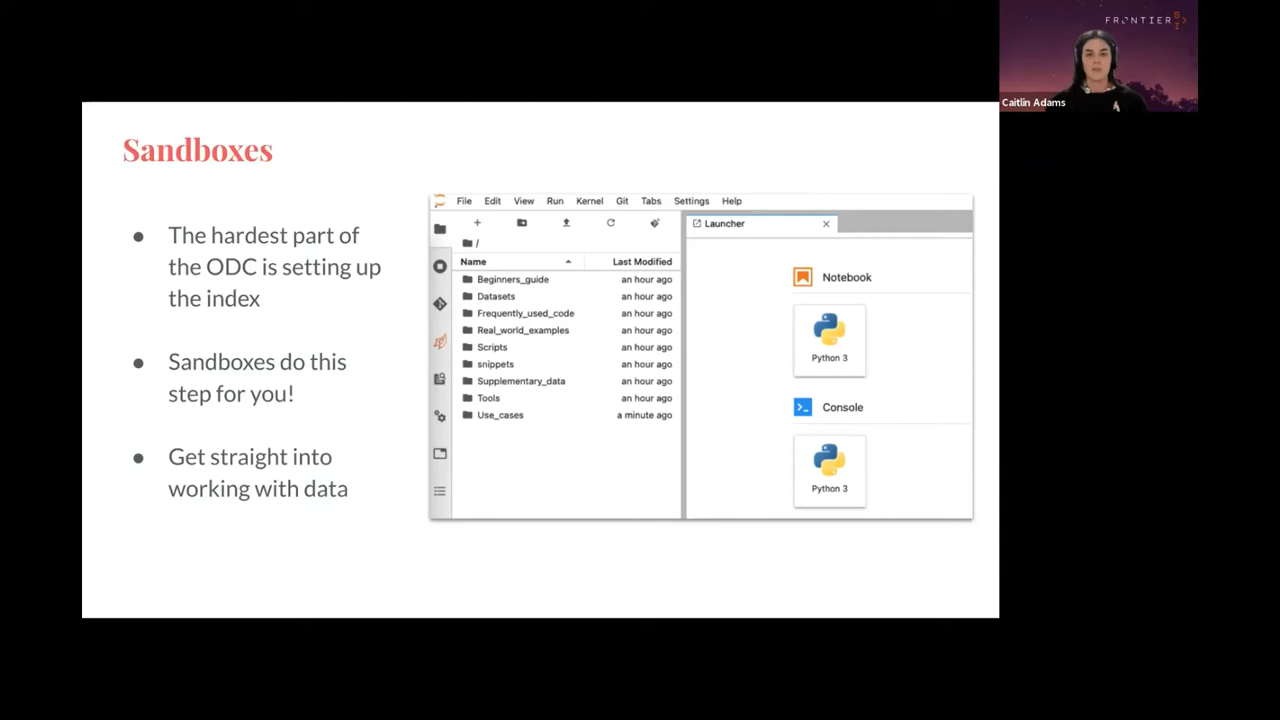 FRONTIER SI
Caitlin Adams
Sandboxes
● The hardest part of
the ODC is setting up
the index
● Sandboxes do this
step for you!
● Get straight into
working with data
File Edit View Run Kernel Git Tabs Settings Help
Launcher
/
Name Last Modified
Beginners_guide an hour ago
Datasets an hour ago
Frequently_used_code an hour ago
Real_world_examples an hour ago
Scripts an hour ago
snippets an hour ago
Supplementary_data an hour ago
Tools an hour ago
Use_cases a minute ago
Notebook
Python 3
Console
Python 3